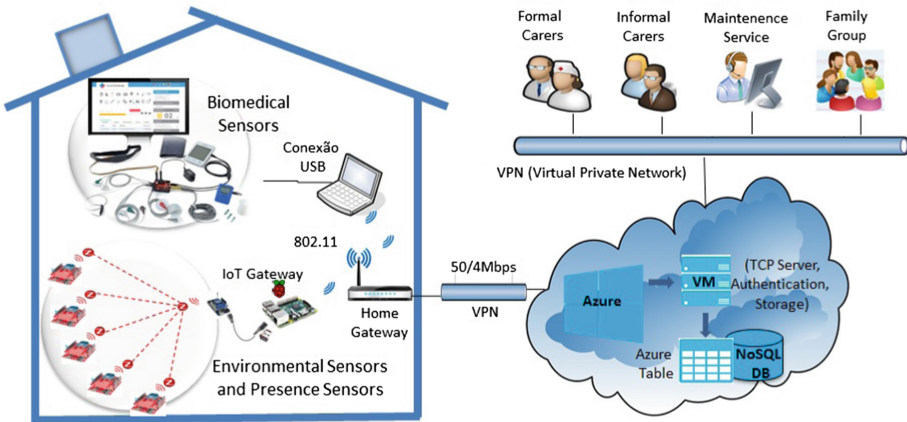 Formal
Carers
Informal
Carers
Maintenence
Service
Family
Group
VPN (Virtual Private Network)
Biomedical
Sensors
Conexão
USB
802.11
IoT Gateway
Home
Gateway
Environmental Sensors
and Presence Sensors
50/4Mbps
VPN
Azure
VM
(TCP Server,
Authentication,
Storage)
Azure
Table
NoSQL
DB